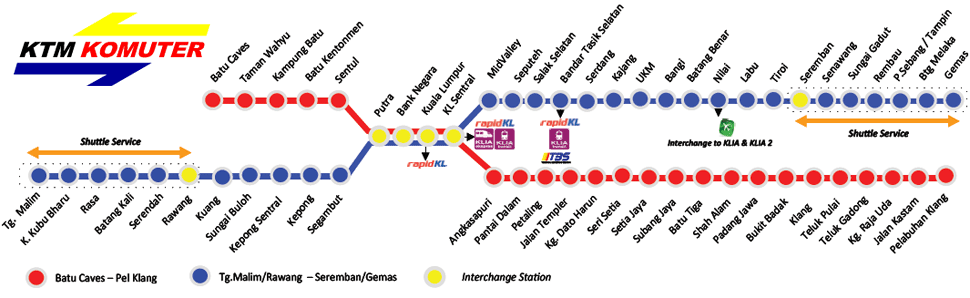 KTM KOMUTER
Batu Caves
Taman Wahyu
Kampung Batu
Batu Kentonmen
Sentul
Putra
Bank Negara
Kuala Lumpur
KL Sentral
MidValley
Seputeh
Salak Selatan
Bandar Tasik Selatan
Serdang
Kajang
UKM
Bangi
Batang Benar
Nilai
Labu
Tiroi
Seremban
Senawang
Sungai Gadut
Rembau
P.Sebang / Tampin
Btg Melaka
Gemas
rapidKL
KLIA
ekspres
KLIA
transit
rapidKL
KLIA
transit
TBS
rapidKL
Interchange to KLIA & KLIA 2
Shuttle Service
Shuttle Service
Tg. Malim
K. Kubu Bharu
Rasa
Batang Kali
Serendah
Rawang
Kuang
Sungai Buloh
Kepong Sentral
Kepong
Segambut
Angkasapuri
Pantai Dalam
Petaling
Jalan Templer
Kg. Dato Harun
Seri Setia
Setia Jaya
Subang Jaya
Batu Tiga
Shah Alam
Padang Jawa
Bukit Badak
Klang
Teluk Pulai
Teluk Gadong
Kg. Raja Uda
Jalan Kastam
Pelabuhan Klang
Batu Caves – Pel Klang
Tg.Malim/Rawang – Seremban/Gemas
Interchange Station